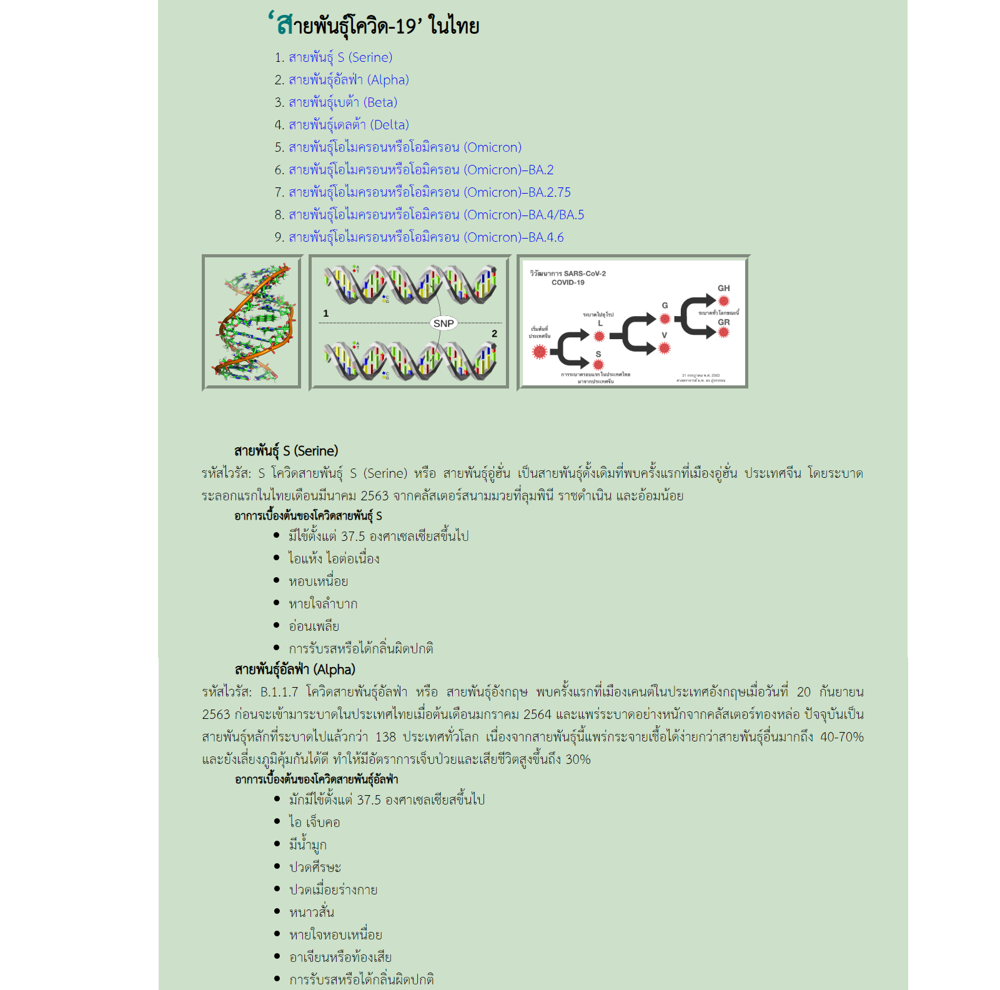 ‘สายพันธุ์โควิด-19’ ในไทย
1. สายพันธุ์ S (Serine)
2. สายพันธุ์อัลฟ่า (Alpha)
3. สายพันธุ์เบต้า (Beta)
4. สายพันธุ์เดลต้า (Delta)
5. สายพันธุ์โอไมครอนหรือโอมิครอน (Omicron)
6. สายพันธุ์โอไมครอนหรือโอมิครอน (Omicron)–BA.2
7. สายพันธุ์โอไมครอนหรือโอมิครอน (Omicron)–BA.2.75
8. สายพันธุ์โอไมครอนหรือโอมิครอน (Omicron)–BA.4/BA.5
9. สายพันธุ์โอไมครอนหรือโอมิครอน (Omicron)–BA.4.6
A
T
C
G
1
SNP
2
A
T
C
G
วิวัฒนาการ SARS-CoV-2
COVID-19
GH
ระบาดทั่วโลกขณะนี้
GR
G
V
ระบาดไปยุโรป
L
เริ่มต้นที่
ประเทศจีน
S
การระบาดรอบแรกในประเทศไทย
มาจากประเทศจีน
31 กรกฎาคม พ.ศ. 2563
ศาสตราจารย์ น.พ. ยง ภู่วรวรรณ
สายพันธุ์ S (Serine)
รหัสไวรัส: S โควิดสายพันธุ์ S (Serine) หรือ สายพันธุ์อู่ฮั่น เป็นสายพันธุ์ดั้งเดิมที่พบครั้งแรกที่เมืองอู่ฮั่น ประเทศจีน โดยระบาด
ระลอกแรกในไทยเดือนมีนาคม 2563 จากคลัสเตอร์สนามมวยที่ลุมพินี ราชดำเนิน และอ้อมน้อย
อาการเบื้องต้นของโควิดสายพันธุ์ S
• มีไข้ตั้งแต่ 37.5 องศาเซลเซียสขึ้นไป
• ไอแห้ง ไอต่อเนื่อง
• หอบเหนื่อย
• หายใจลำบาก
• อ่อนเพลีย
• การรับรสหรือได้กลิ่นผิดปกติ
สายพันธุ์อัลฟ่า (Alpha)
รหัสไวรัส: B.1.1.7 โควิดสายพันธุ์อัลฟ่า หรือ สายพันธุ์อังกฤษ พบครั้งแรกที่เมืองเคนต์ในประเทศอังกฤษเมื่อวันที่ 20 กันยายน
2563 ก่อนจะเข้ามาระบาดในประเทศไทยเมื่อต้นเดือนมกราคม 2564 และแพร่ระบาดอย่างหนักจากคลัสเตอร์ทองหล่อ ปัจจุบันเป็น
สายพันธุ์หลักที่ระบาดไปแล้วกว่า 138 ประเทศทั่วโลก เนื่องจากสายพันธุ์นี้แพร่กระจายเชื้อได้ง่ายกว่าสายพันธุ์อื่นมากถึง 40-70%
และยังเลี่ยงภูมิคุ้มกันได้ดี ทำให้มีอัตราการเจ็บป่วยและเสียชีวิตสูงขึ้นถึง 30%
อาการเบื้องต้นของโควิดสายพันธุ์อัลฟ่า
• มักมีไข้ตั้งแต่ 37.5 องศาเซลเซียสขึ้นไป
• ไอ เจ็บคอ
• มีน้ำมูก
• ปวดศีรษะ
• ปวดเมื่อยร่างกาย
• หนาวสั่น
• หายใจหอบเหนื่อย
• อาเจียนหรือท้องเสีย
• การรับรสหรือได้กลิ่นผิดปกติ